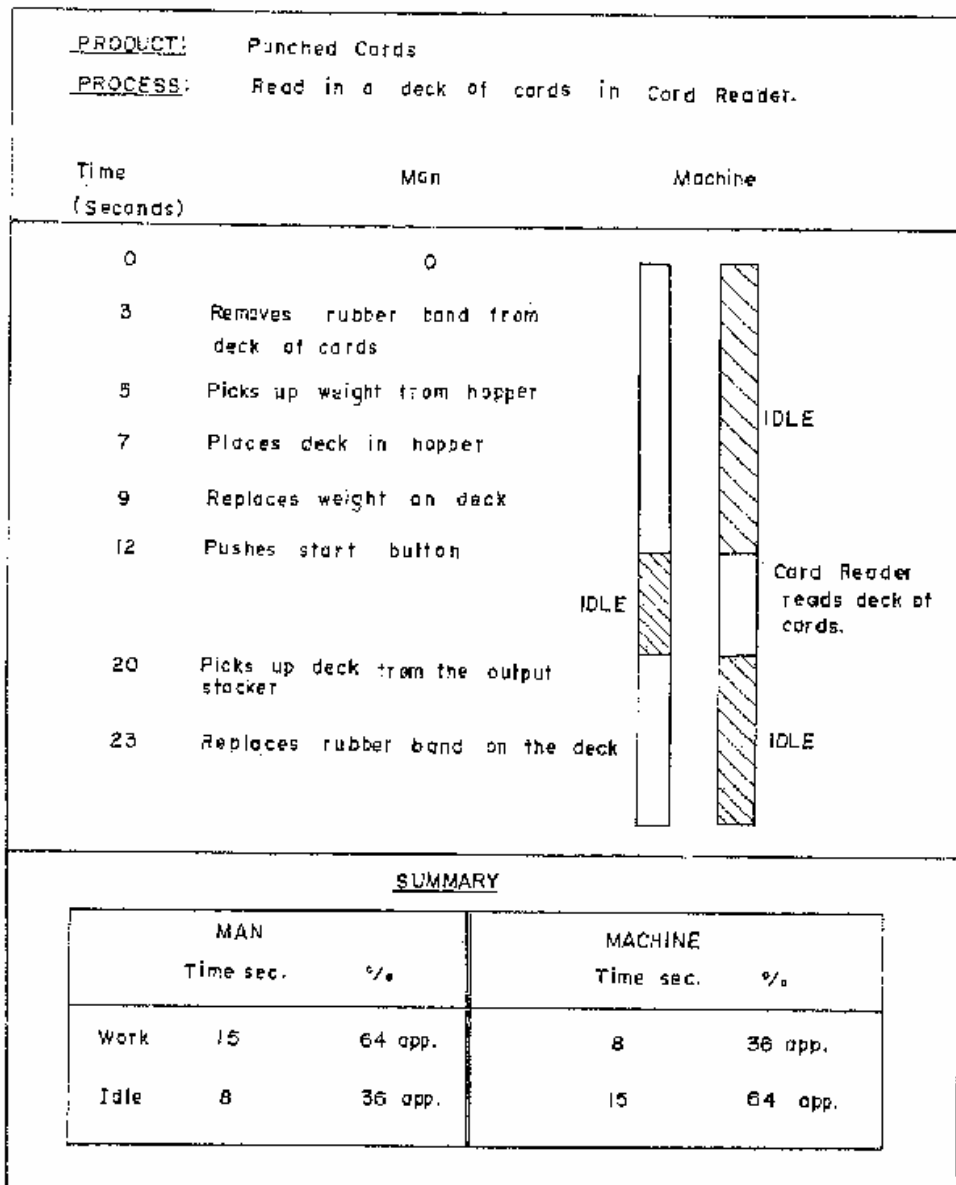 PRODUCT: Punched Cards
PROCESS: Read in a deck of cards in Card Reader.
Time Man Machine
(Seconds)
0 0
3 Removes rubber band from
deck of cards
5 Picks up weight from hopper
IDLE
7 Places deck in hopper
9 Replaces weight on deck
12 Pushes start button
Card Reader
IDLE reads deck of
cards.
20 Picks up deck from the output
stacker
23 Replaces rubber band on the deck IDLE
SUMMARY
MAN MACHINE
Time sec. % Time sec. %
Work 15 64 app. 8 36 app.
Idle 8 36 app. 15 64 app.